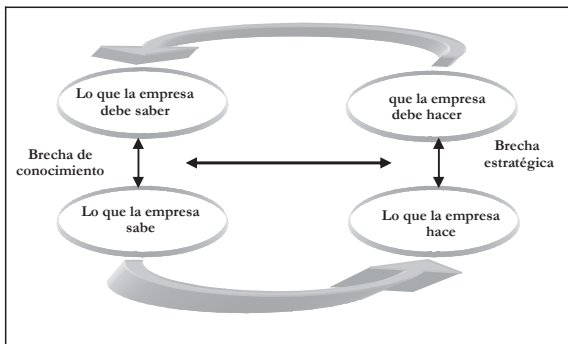 Lo que la empresa
debe saber
que la empresa
debe hacer
Brecha de
conocimiento
Brecha
estratégica
Lo que la empresa
sabe
Lo que la empresa
hace